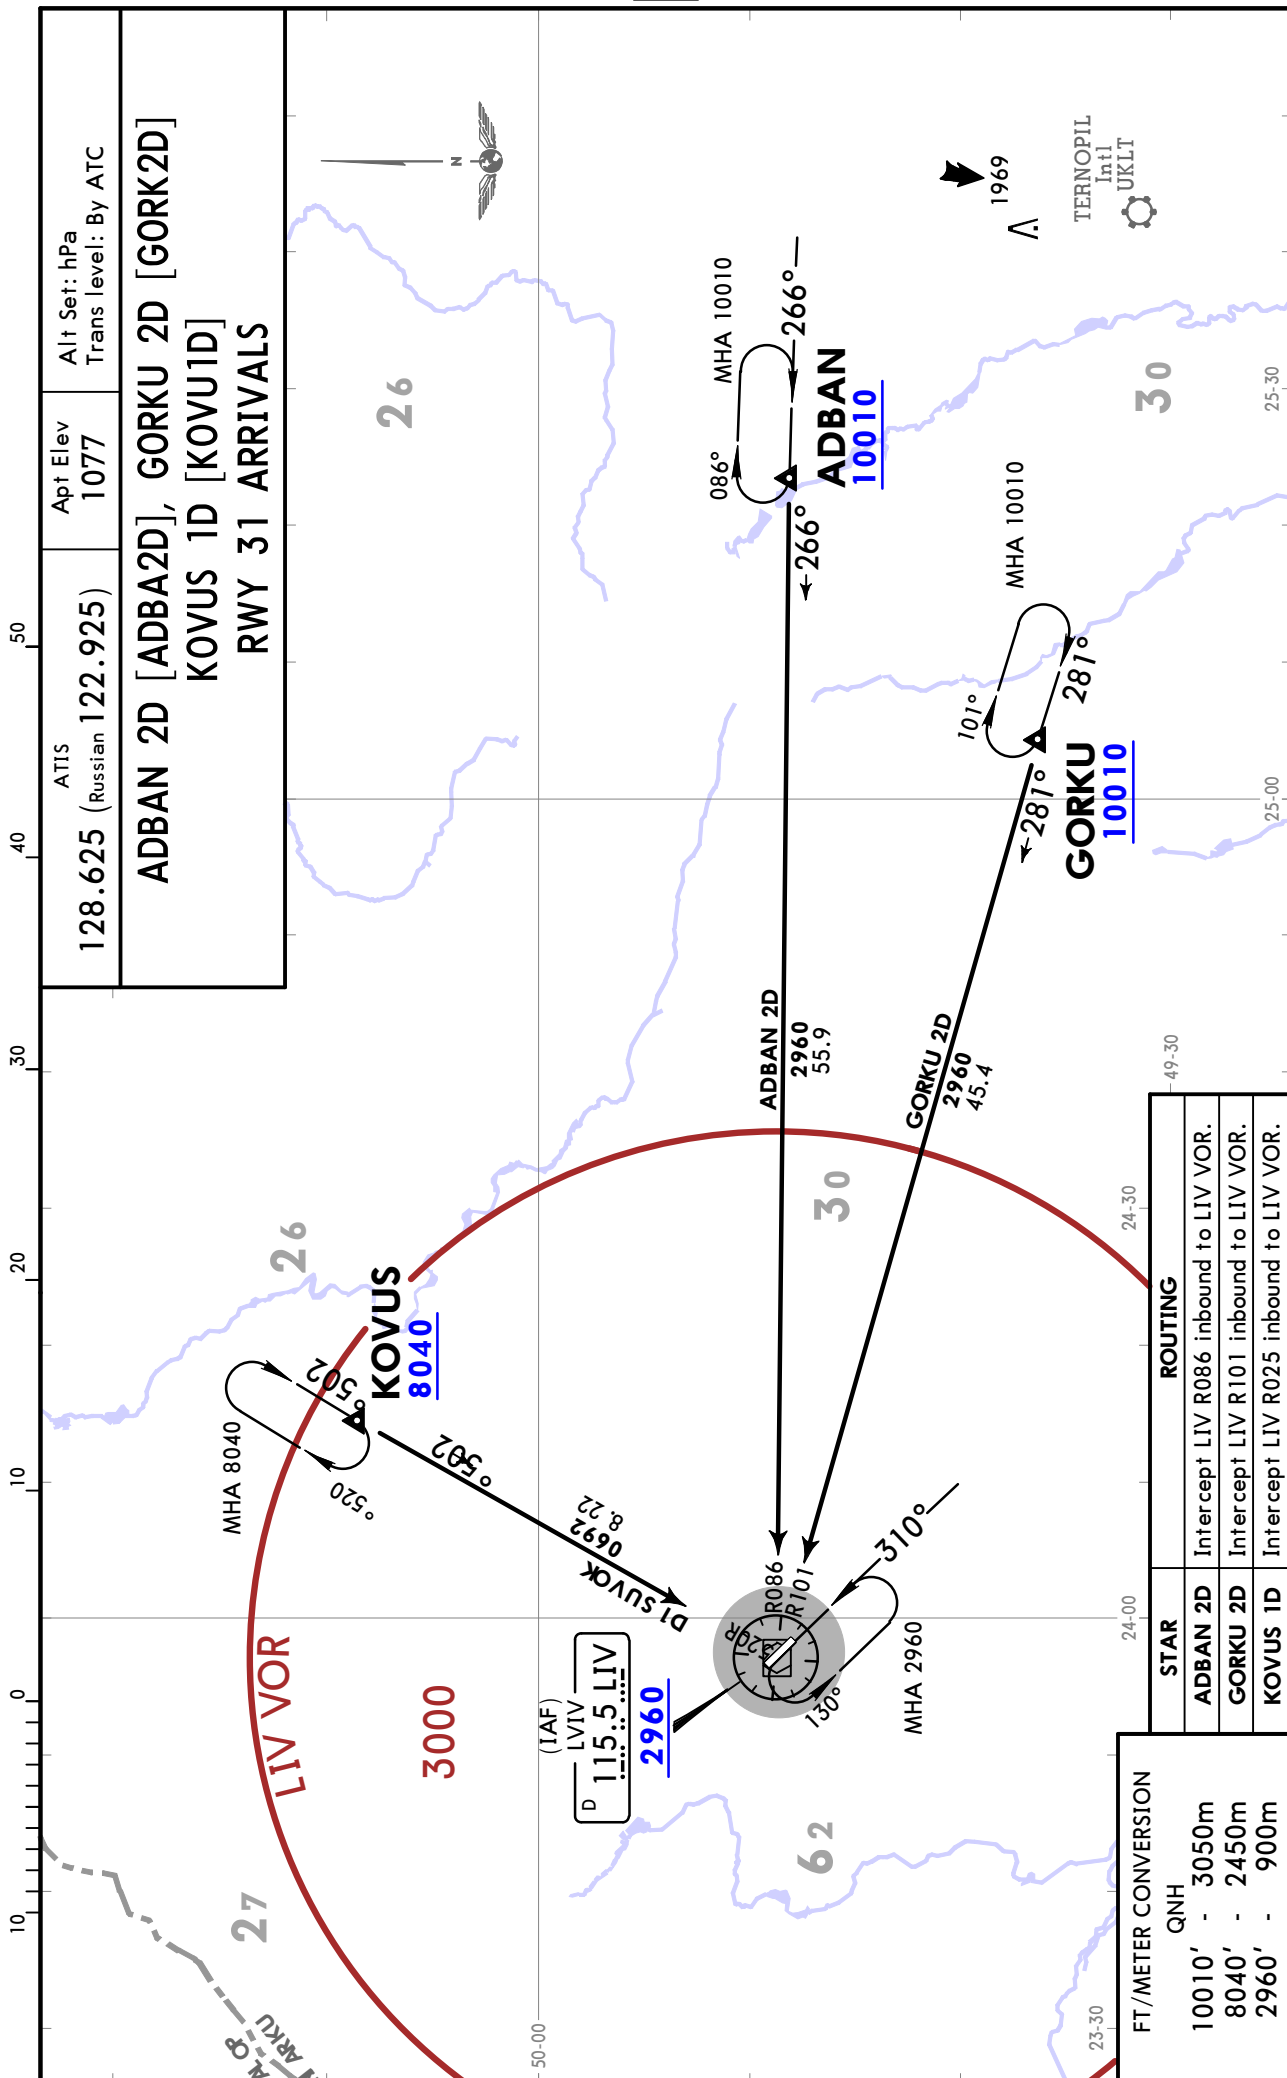 ATIS
128.625 (Russian 122.925)
Apt Elev
1077
Alt Set: hPa
Trans level: By ATC
ADBAN 2D [ADBA2D], GORKU 2D [GORK2D]
KOVUS 1D [KOVU1D]
RWY 31 ARRIVALS
10
0
10
20
30
40
50
N
26
27
26
LIV VOR
3000
MHA 8040
°502
°520
KOVUS
8040
°502
0692
8.22
D1 SUVOK
(IAF)
LVIV
D 115.5 LIV
2960
°520R
R086
R101
310°
130°
MHA 2960
ADBAN 2D
2960
55.9
GORKU 2D
2960
45.4
MHA 10010
086°
266°
266°
ADBAN
10010
MHA 10010
101°
281°
281°
GORKU
10010
1969
TERNOPIL
Intl
UKLT
30
30
62
50-00
49-30
23-30
24-00
24-30
25-00
25-30
FT/METER CONVERSION
QNH
10010' - 3050m
8040' - 2450m
2960' - 900m
STAR ROUTING
ADBAN 2D Intercept LIV R086 inbound to LIV VOR.
GORKU 2D Intercept LIV R101 inbound to LIV VOR.
KOVUS 1D Intercept LIV R025 inbound to LIV VOR.